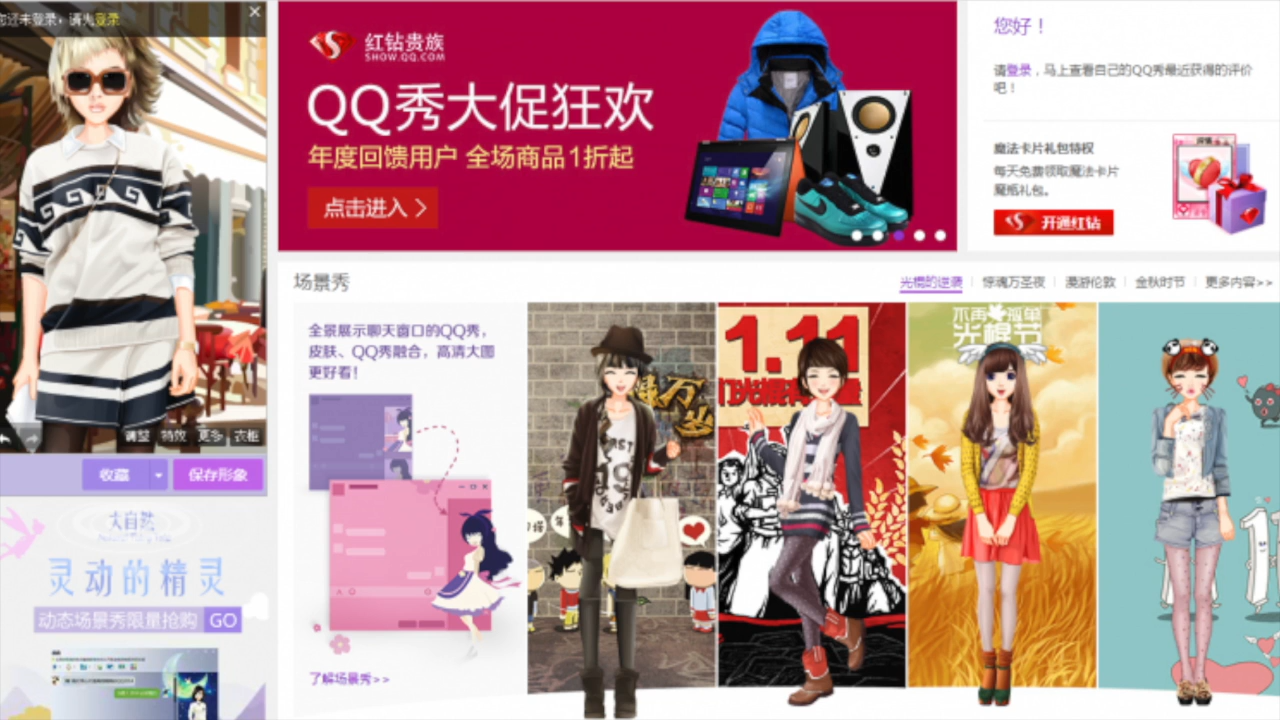 您还未登录，请先登录
调整 特效 更多 衣柜
收藏
保存形象
大自然
灵动的精灵
动态场景秀限量抢购 GO
红钻贵族
SHOW.QQ.COM
QQ秀大促狂欢
年度回馈用户 全场商品1折起
点击进入 >
您好！
请登录，马上查看自己的QQ秀最近获得的评价
吧！
魔法卡片礼包特权
每天免费领取魔法卡片
魔瓶礼包。
开通红钻
场景秀
光棍的逆袭 | 惊魂万圣夜 | 漫游伦敦 | 金秋时节 | 更多内容>>
全景展示聊天窗口的QQ秀，
皮肤、QQ秀融合，高清大图
更好看！
了解场景秀>>
1.11
不再孤单
光棍节